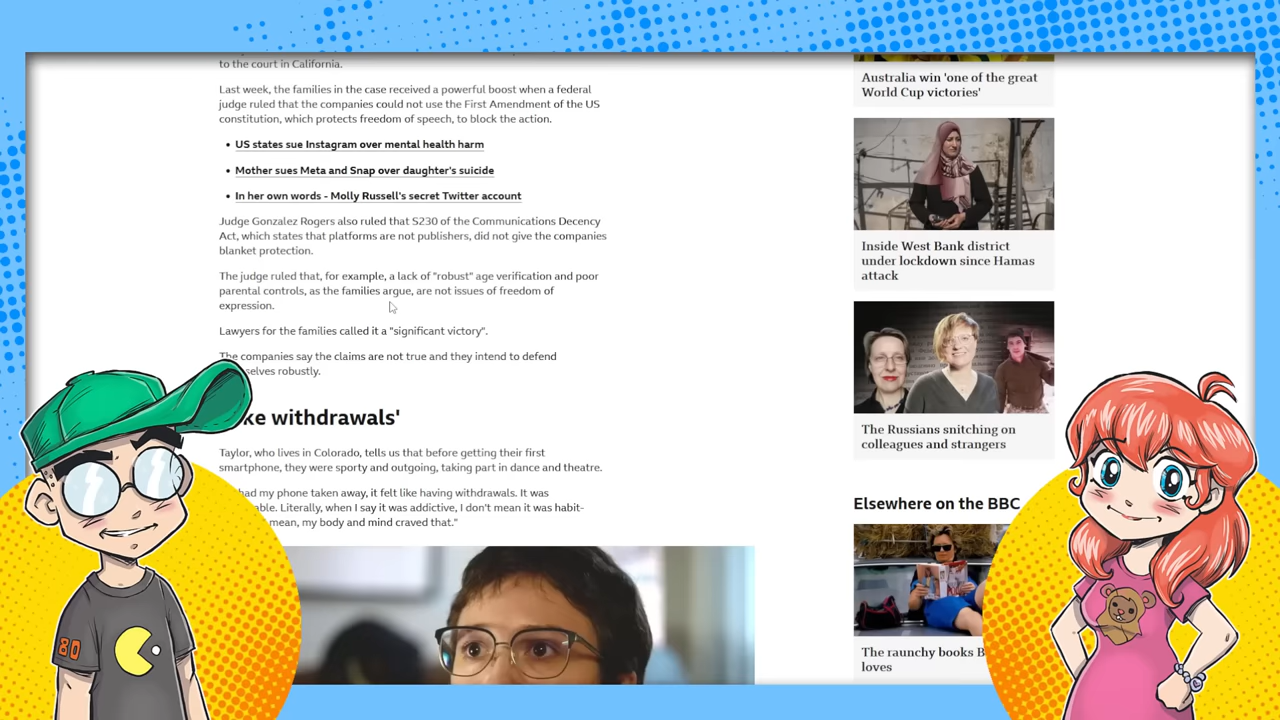 to the court in California.
Last week, the families in the case received a powerful boost when a federal
judge ruled that the companies could not use the First Amendment of the US
constitution, which protects freedom of speech, to block the action.
• US states sue Instagram over mental health harm
• Mother sues Meta and Snap over daughter's suicide
• In her own words - Molly Russell's secret Twitter account
Judge Gonzalez Rogers also ruled that S230 of the Communications Decency
Act, which states that platforms are not publishers, did not give the companies
blanket protection.
The judge ruled that, for example, a lack of "robust" age verification and poor
parental controls, as the families argue, are not issues of freedom of
expression.
Lawyers for the families called it a "significant victory".
The companies say the claims are not true and they intend to defend
selves robustly.
ke withdrawals'
Taylor, who lives in Colorado, tells us that before getting their first
smartphone, they were sporty and outgoing, taking part in dance and theatre.
had my phone taken away, it felt like having withdrawals. It was
able. Literally, when I say it was addictive, I don't mean it was habit-
mean, my body and mind craved that."
Australia win 'one of the great
World Cup victories'
Inside West Bank district
under lockdown since Hamas
attack
The Russians snitching on
colleagues and strangers
Elsewhere on the BBC
The raunchy books B
loves
80